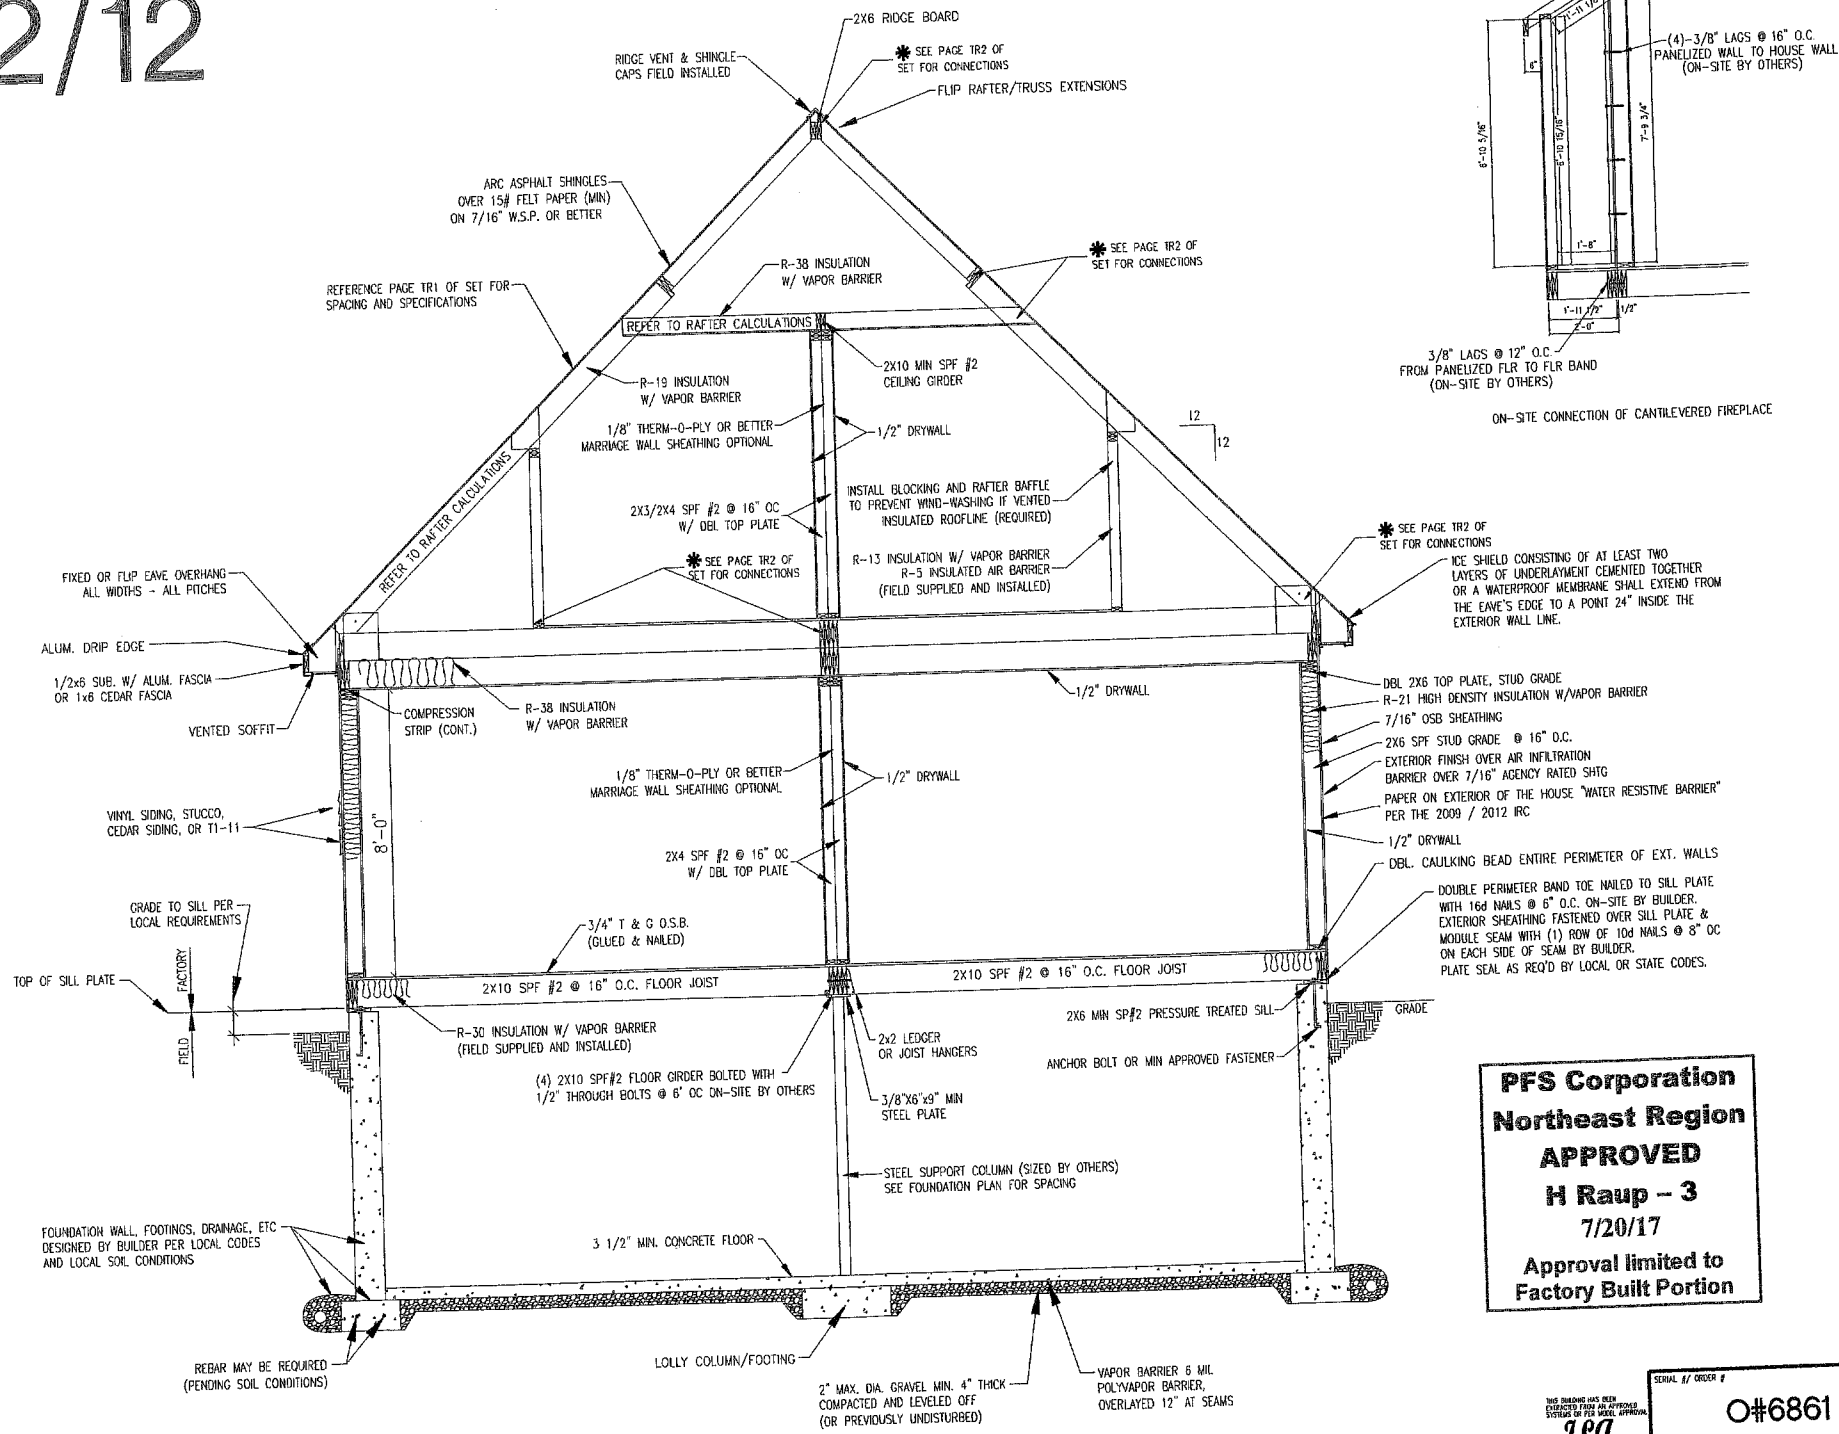 2/12
2X6 RIDGE BOARD
RIDGE VENT & SHINGLE
CAPS FIELD INSTALLED
✱ SEE PAGE TR2 OF
SET FOR CONNECTIONS
FLIP RAFTER/TRUSS EXTENSIONS
ARC ASPHALT SHINGLES
OVER 15# FELT PAPER (MIN)
ON 7/16" W.S.P. OR BETTER
REFERENCE PAGE TR1 OF SET FOR
SPACING AND SPECIFICATIONS
R-38 INSULATION
W/ VAPOR BARRIER
✱ SEE PAGE TR2 OF
SET FOR CONNECTIONS
REFER TO RAFTER CALCULATIONS
2X10 MIN SPF #2
CEILING GIRDER
R-19 INSULATION
W/ VAPOR BARRIER
1/8" THERM-O-PLY OR BETTER
MARRIAGE WALL SHEATHING OPTIONAL
1/2" DRYWALL
12
12
REFER TO RAFTER CALCULATIONS
2X3/2X4 SPF #2 @ 16" OC
W/ DBL TOP PLATE
INSTALL BLOCKING AND RAFTER BAFFLE
TO PREVENT WIND-WASHING IF VENTED
INSULATED ROOFLINE (REQUIRED)
✱ SEE PAGE TR2 OF
SET FOR CONNECTIONS
R-13 INSULATION W/ VAPOR BARRIER
R-5 INSULATED AIR BARRIER
(FIELD SUPPLIED AND INSTALLED)
✱ SEE PAGE TR2 OF
SET FOR CONNECTIONS
ICE SHIELD CONSISTING OF AT LEAST TWO
LAYERS OF UNDERLAYMENT CEMENTED TOGETHER
OR A WATERPROOF MEMBRANE SHALL EXTEND FROM
THE EAVE'S EDGE TO A POINT 24" INSIDE THE
EXTERIOR WALL LINE.
FIXED OR FLIP EAVE OVERHANG
ALL WIDTHS - ALL PITCHES
ALUM. DRIP EDGE
1/2x6 SUB. W/ ALUM. FASCIA
OR 1x6 CEDAR FASCIA
VENTED SOFFIT
COMPRESSION
STRIP (CONT.)
R-38 INSULATION
W/ VAPOR BARRIER
1/2" DRYWALL
DBL 2X6 TOP PLATE, STUD GRADE
R-21 HIGH DENSITY INSULATION W/VAPOR BARRIER
7/16" OSB SHEATHING
2X6 SPF STUD GRADE @ 16" O.C.
EXTERIOR FINISH OVER AIR INFILTRATION
BARRIER OVER 7/16" AGENCY RATED SHTG
PAPER ON EXTERIOR OF THE HOUSE "WATER RESISTIVE BARRIER"
PER THE 2009 / 2012 IRC
1/2" DRYWALL
DBL. CAULKING BEAD ENTIRE PERIMETER OF EXT. WALLS
DOUBLE PERIMETER BAND TOE NAILED TO SILL PLATE
WITH 16d NAILS @ 6" O.C. ON-SITE BY BUILDER.
EXTERIOR SHEATHING FASTENED OVER SILL PLATE &
MODULE SEAM WITH (1) ROW OF 10d NAILS @ 8" OC
ON EACH SIDE OF SEAM BY BUILDER.
PLATE SEAL AS REQ'D BY LOCAL OR STATE CODES.
1/8" THERM-O-PLY OR BETTER
MARRIAGE WALL SHEATHING OPTIONAL
1/2" DRYWALL
VINYL SIDING, STUCCO,
CEDAR SIDING, OR T1-11
8'-0"
2X4 SPF #2 @ 16" OC
W/ DBL TOP PLATE
GRADE TO SILL PER
LOCAL REQUIREMENTS
3/4" T & G O.S.B.
(GLUED & NAILED)
FACTORY
TOP OF SILL PLATE
FIELD
2X10 SPF #2 @ 16" O.C. FLOOR JOIST
2X10 SPF #2 @ 16" O.C. FLOOR JOIST
2X6 MIN SP#2 PRESSURE TREATED SILL
GRADE
R-30 INSULATION W/ VAPOR BARRIER
(FIELD SUPPLIED AND INSTALLED)
2x2 LEDGER
OR JOIST HANGERS
ANCHOR BOLT OR MIN APPROVED FASTENER
(4) 2X10 SPF#2 FLOOR GIRDER BOLTED WITH
1/2" THROUGH BOLTS @ 6' OC ON-SITE BY OTHERS
3/8"X6"x9" MIN
STEEL PLATE
STEEL SUPPORT COLUMN (SIZED BY OTHERS)
SEE FOUNDATION PLAN FOR SPACING
FOUNDATION WALL, FOOTINGS, DRAINAGE, ETC
DESIGNED BY BUILDER PER LOCAL CODES
AND LOCAL SOIL CONDITIONS
3 1/2" MIN. CONCRETE FLOOR
REBAR MAY BE REQUIRED
(PENDING SOIL CONDITIONS)
LOLLY COLUMN/FOOTING
2" MAX. DIA. GRAVEL MIN. 4" THICK
COMPACTED AND LEVELED OFF
(OR PREVIOUSLY UNDISTURBED)
VAPOR BARRIER 6 MIL
POLYVAPOR BARRIER,
OVERLAYED 12" AT SEAMS
(4)-3/8" LAGS @ 16" O.C.
PANELIZED WALL TO HOUSE WALL
(ON-SITE BY OTHERS)
6"
6'-10 5/16"
6'-10 15/16"
7'-9 3/4"
1'-8"
1'-11 1/2"
1/2"
2'-0"
3/8" LAGS @ 12" O.C.
FROM PANELIZED FLR TO FLR BAND
(ON-SITE BY OTHERS)
ON-SITE CONNECTION OF CANTILEVERED FIREPLACE
PFS Corporation
Northeast Region
APPROVED
H Raup - 3
7/20/17
Approval limited to
Factory Built Portion
SERIAL #/ ORDER #
O#6861
THIS BUILDING HAS BEEN
EXTRACTED FROM AN APPROVED
SYSTEMS OR PER MODEL APPROVAL